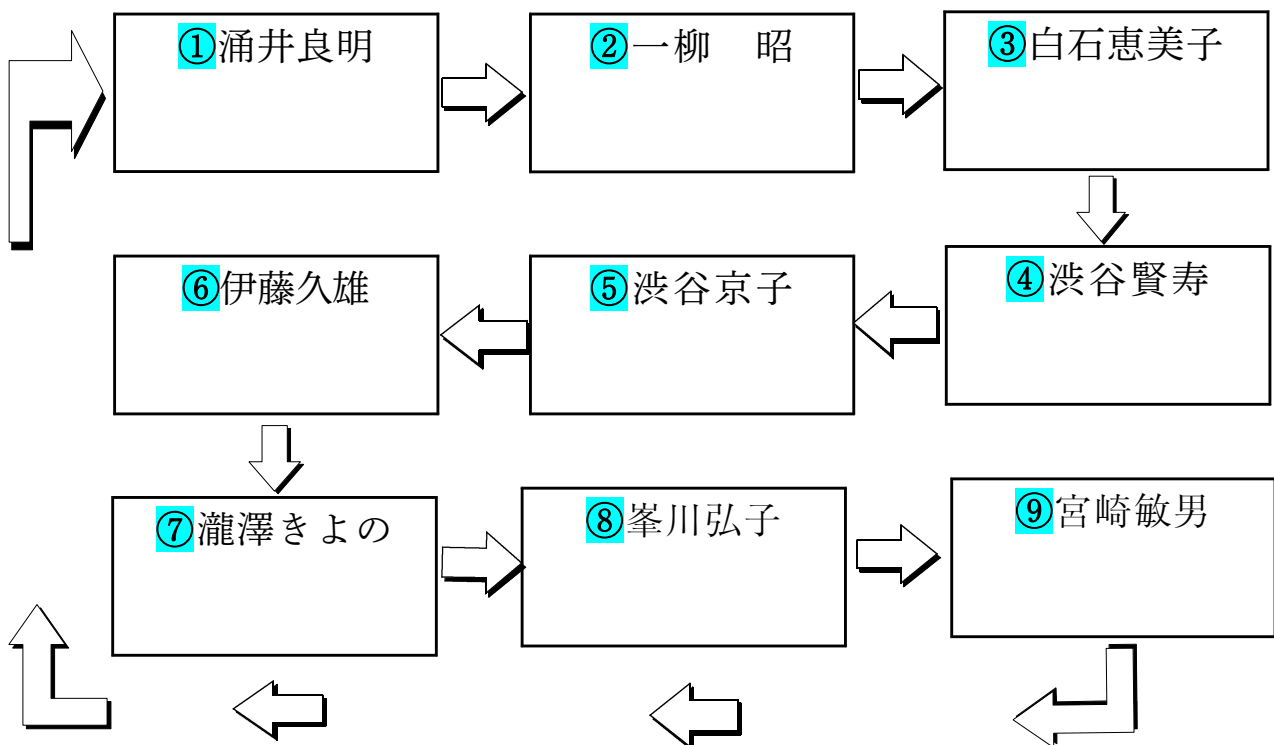 ①涌井良明
②一柳　昭
③白石恵美子
④渋谷賢寿
⑤渋谷京子
⑥伊藤久雄
⑦瀧澤きよの
⑧峯川弘子
⑨宮崎敏男